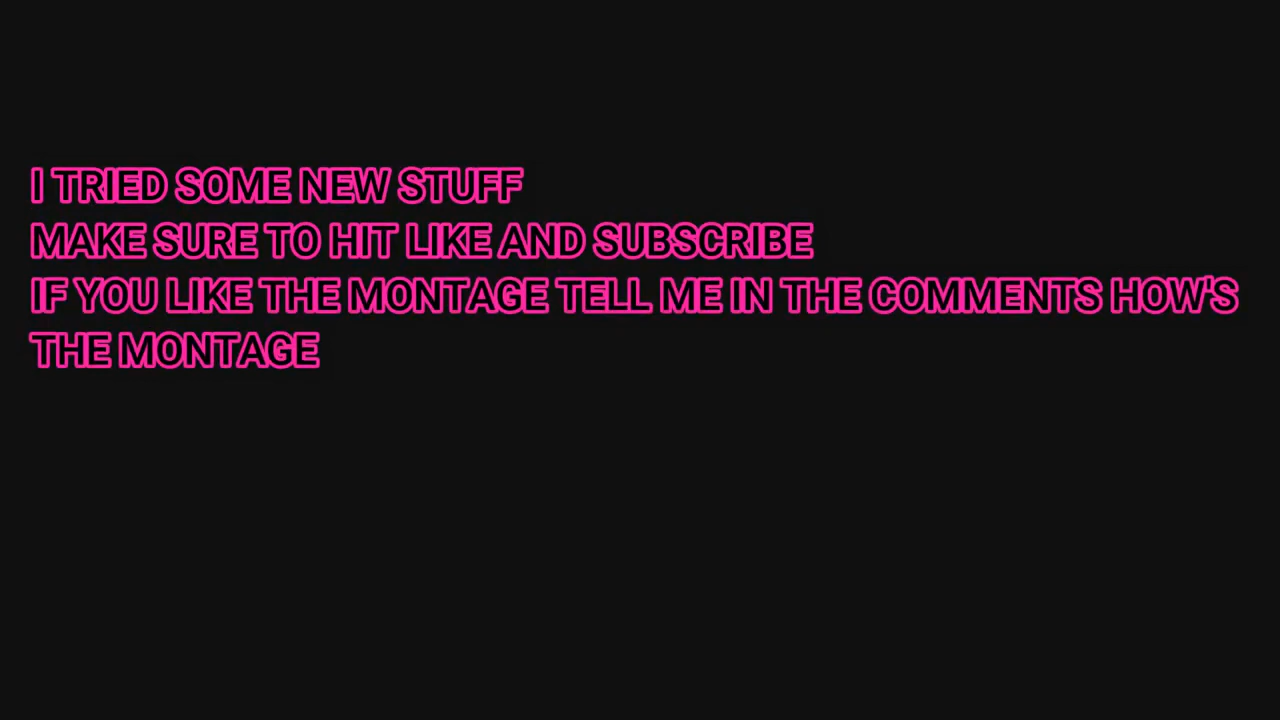 I TRIED SOME NEW STUFF
MAKE SURE TO HIT LIKE AND SUBSCRIBE
IF YOU LIKE THE MONTAGE TELL ME IN THE COMMENTS HOW'S
THE MONTAGE